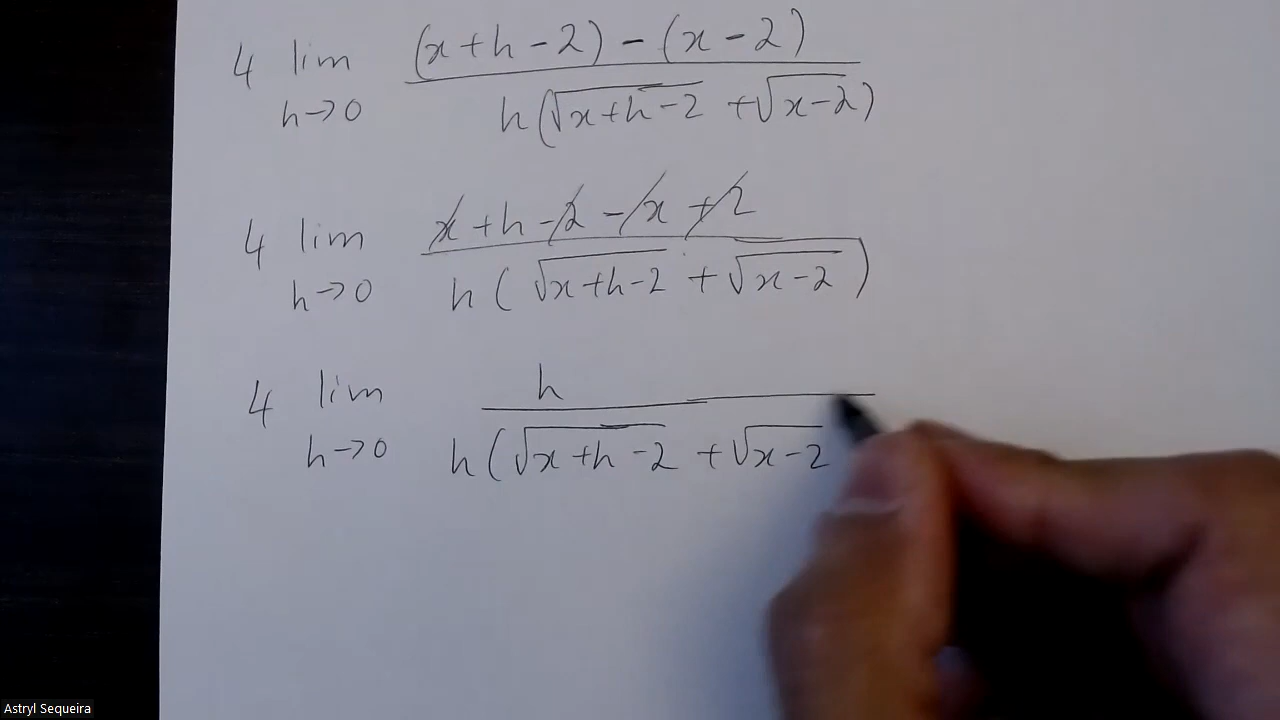 4 lim (x+h-2) - (x-2)
h→0 h(√x+h-2 + √x-2)
4 lim x + h - 2 - x + 2
h→0 h( √x+h-2 + √x-2 )
4 lim h
h→0 h(√x+h-2 + √x-2
Astryl Sequeira